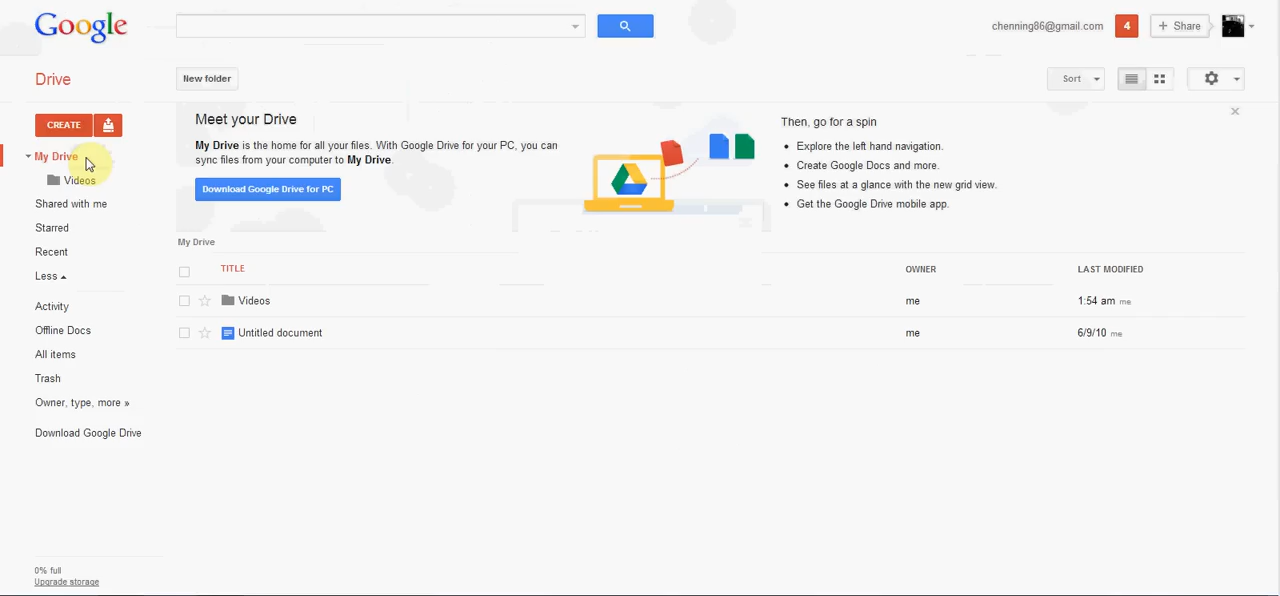 Google
chenning86@gmail.com 4 + Share
Drive
New folder
Sort
CREATE
Meet your Drive
My Drive is the home for all your files. With Google Drive for your PC, you can
sync files from your computer to My Drive.
Download Google Drive for PC
Then, go for a spin
Explore the left hand navigation.
Create Google Docs and more.
See files at a glance with the new grid view.
Get the Google Drive mobile app.
My Drive
Videos
Shared with me
Starred
Recent
Less
Activity
Offline Docs
All items
Trash
Owner, type, more »
Download Google Drive
0% full
Upgrade storage
My Drive
TITLE OWNER LAST MODIFIED
Videos me 1:54 am me
Untitled document me 6/9/10 me